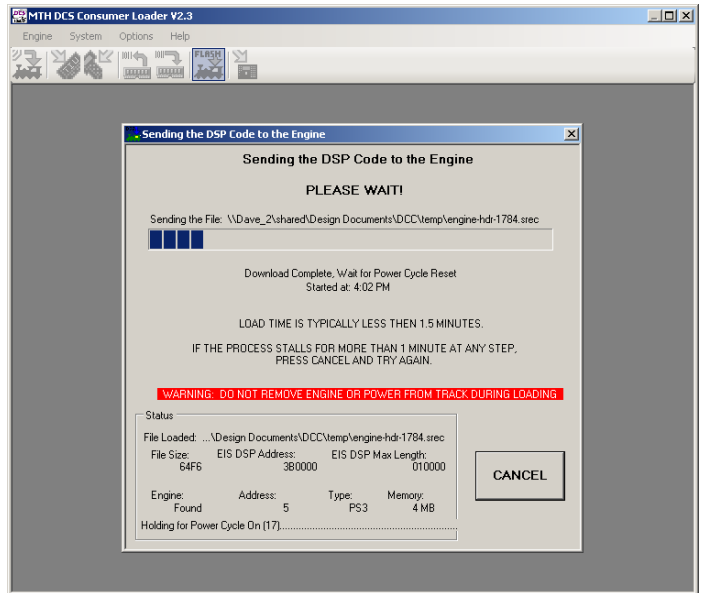 MTH DCS Consumer Loader V2.3
Engine System Options Help
FLASH
Sending the DSP Code to the Engine
Sending the DSP Code to the Engine
PLEASE WAIT!
Sending the File: \\Dave_2\shared\Design Documents\DCC\temp\engine-hdr-1784.srec
Download Complete, Wait for Power Cycle Reset
Started at: 4:02 PM
LOAD TIME IS TYPICALLY LESS THEN 1.5 MINUTES.
IF THE PROCESS STALLS FOR MORE THAN 1 MINUTE AT ANY STEP,
PRESS CANCEL AND TRY AGAIN.
WARNING: DO NOT REMOVE ENGINE OR POWER FROM TRACK DURING LOADING
Status
File Loaded: ...\Design Documents\DCC\temp\engine-hdr-1784.srec
File Size: EIS DSP Address: EIS DSP Max Length:
64F6 3B0000 010000
CANCEL
Engine: Address: Type: Memory:
Found 5 PS3 4 MB
Holding for Power Cycle On (17)..................................................